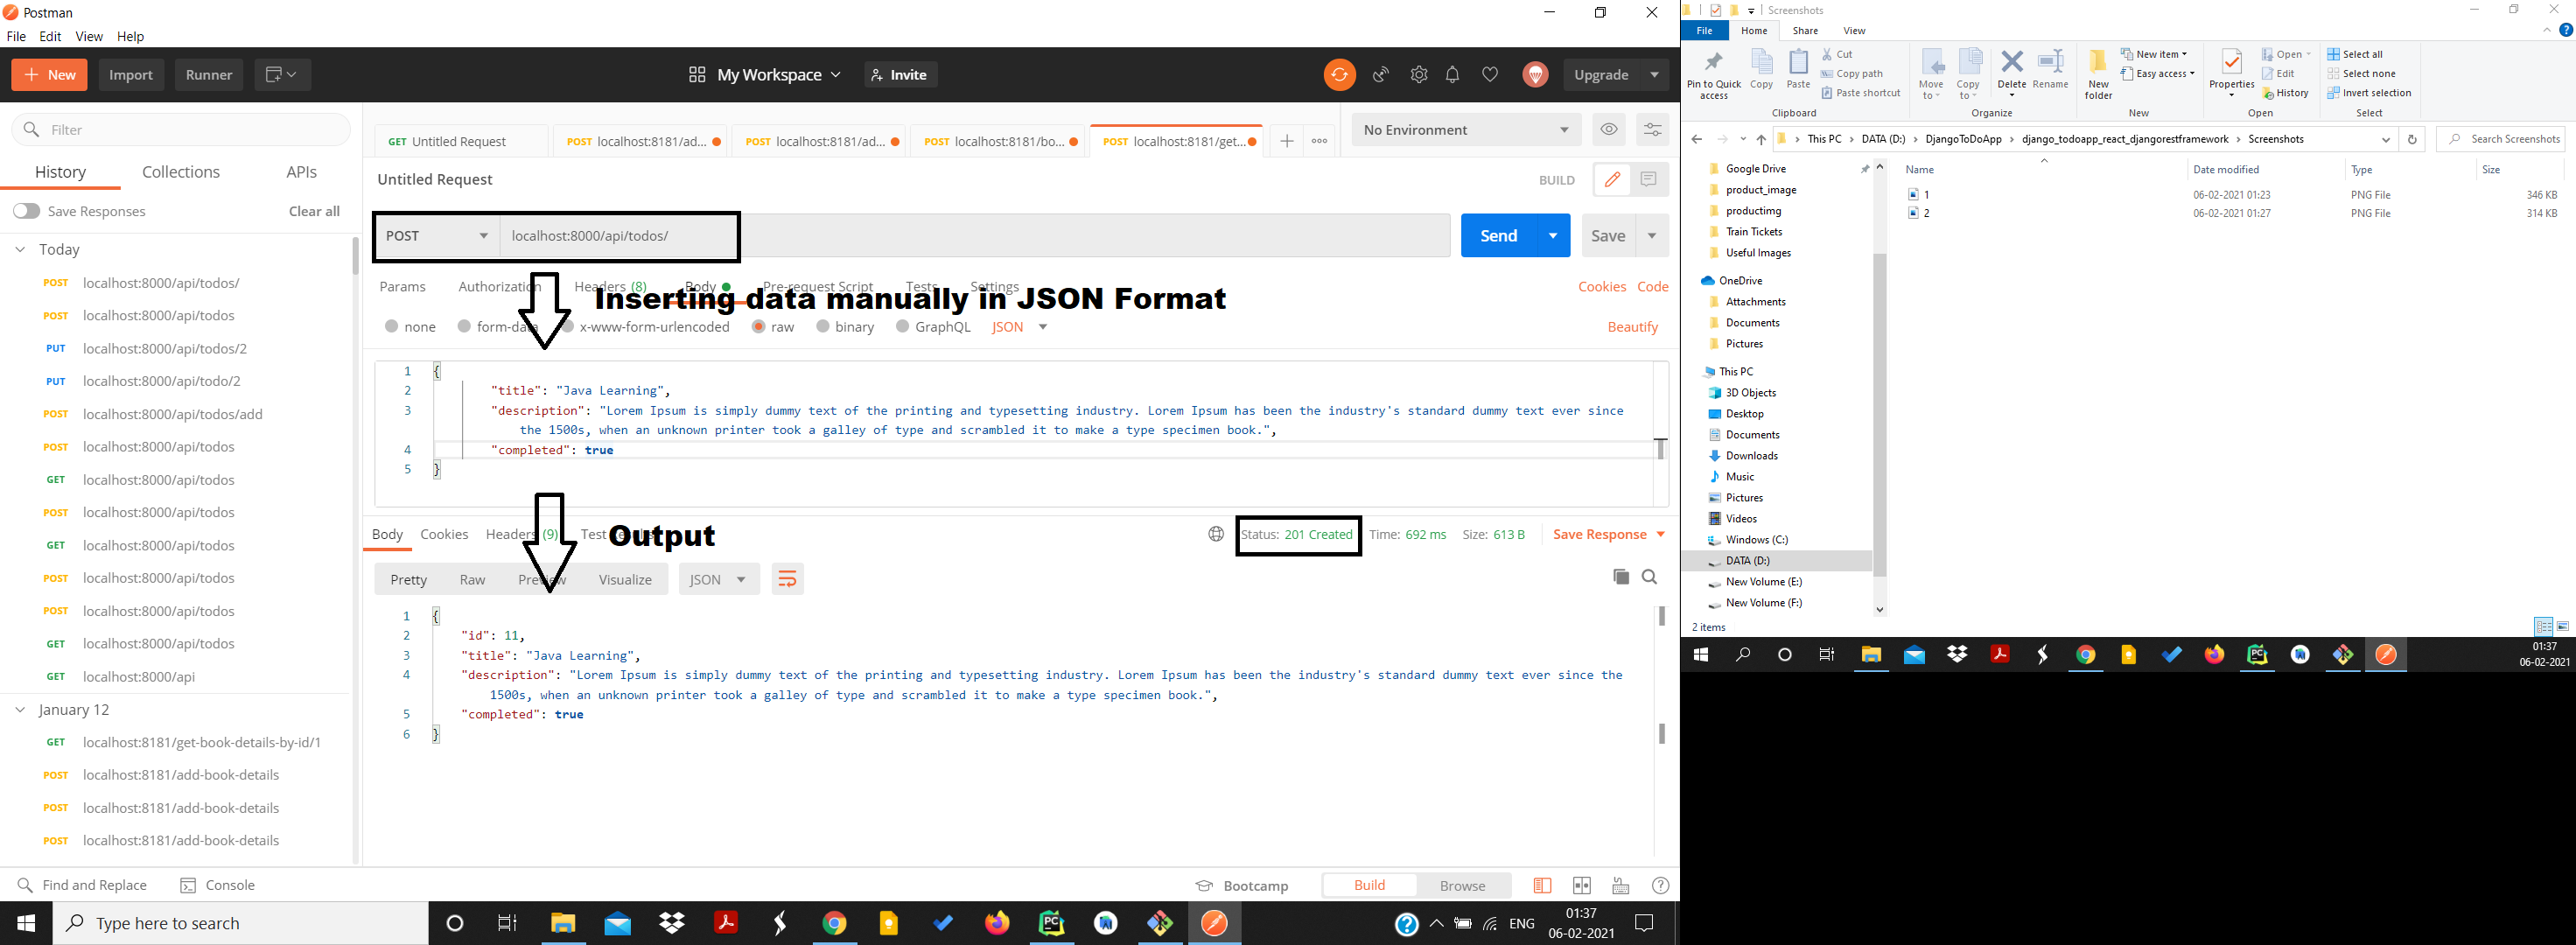 Postman
File Edit View Help
New Import Runner My Workspace Invite Upgrade
Filter
History Collections APIs
Save Responses Clear all
Today
POST localhost:8000/api/todos/
POST localhost:8000/api/todos
PUT localhost:8000/api/todos/2
PUT localhost:8000/api/todo/2
POST localhost:8000/api/todos/add
POST localhost:8000/api/todos
GET localhost:8000/api/todos
POST localhost:8000/api/todos
GET localhost:8000/api/todos
POST localhost:8000/api/todos
POST localhost:8000/api/todos
GET localhost:8000/api/todos
GET localhost:8000/api
January 12
GET localhost:8181/get-book-details-by-id/1
POST localhost:8181/add-book-details
POST localhost:8181/add-book-details
POST localhost:8181/add-book-details
GET Untitled Request POST localhost:8181/ad... POST localhost:8181/ad... POST localhost:8181/bo... POST localhost:8181/get... No Environment
Untitled Request BUILD
POST localhost:8000/api/todos/ Send Save
Params Authorization Headers (8) Body Pre-request Script Tests Settings Cookies Code
Inserting data manually in JSON Format
none form-data x-www-form-urlencoded raw binary GraphQL JSON Beautify
1 {
2 "title": "Java Learning",
3 "description": "Lorem Ipsum is simply dummy text of the printing and typesetting industry. Lorem Ipsum has been the industry's standard dummy text ever since
the 1500s, when an unknown printer took a galley of type and scrambled it to make a type specimen book.",
4 "completed": true
5 }
Body Cookies Headers (9) Test Output Status: 201 Created Time: 692 ms Size: 613 B Save Response
Pretty Raw Preview Visualize JSON
1 {
2 "id": 11,
3 "title": "Java Learning",
4 "description": "Lorem Ipsum is simply dummy text of the printing and typesetting industry. Lorem Ipsum has been the industry's standard dummy text ever since the
1500s, when an unknown printer took a galley of type and scrambled it to make a type specimen book.",
5 "completed": true
6 }
Find and Replace Console Bootcamp Build Browse
Type here to search ENG 01:37
06-02-2021
Screenshots
File Home Share View
Pin to Quick access Copy Paste Cut Copy path Paste shortcut Move to Copy to Delete Rename New folder New item Easy access Properties Open Edit History Select all Select none Invert selection
Clipboard Organize New Open Select
This PC DATA (D:) DjangoToDoApp django_todoapp_react_djangorestframework Screenshots Search Screenshots
Name Date modified Type Size
1 06-02-2021 01:23 PNG File 346 KB
2 06-02-2021 01:27 PNG File 314 KB
Google Drive
product_image
productimg
Train Tickets
Useful Images
OneDrive
Attachments
Documents
Pictures
This PC
3D Objects
Desktop
Documents
Downloads
Music
Pictures
Videos
Windows (C:)
DATA (D:)
New Volume (E:)
New Volume (F:)
2 items
01:37
06-02-2021